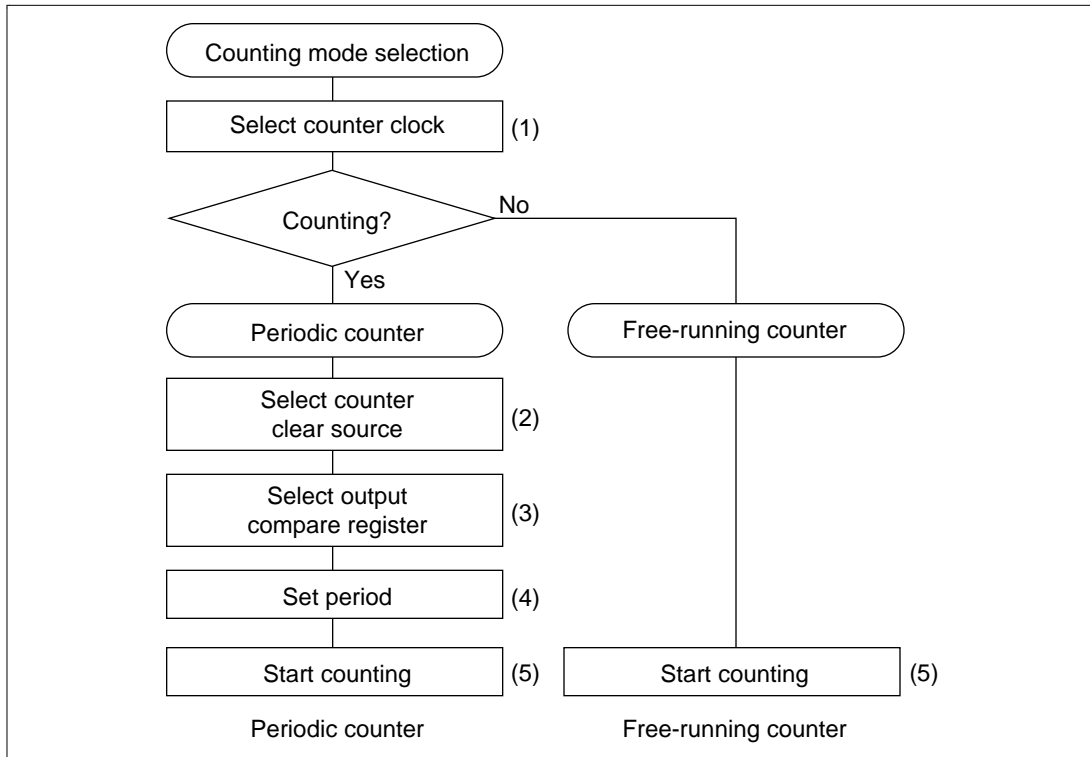 Counting mode selection
Select counter clock
(1)
Counting?
No
Yes
Periodic counter
Free-running counter
Select counter
clear source
(2)
Select output
compare register
(3)
Set period
(4)
Start counting
(5)
Start counting
(5)
Periodic counter
Free-running counter